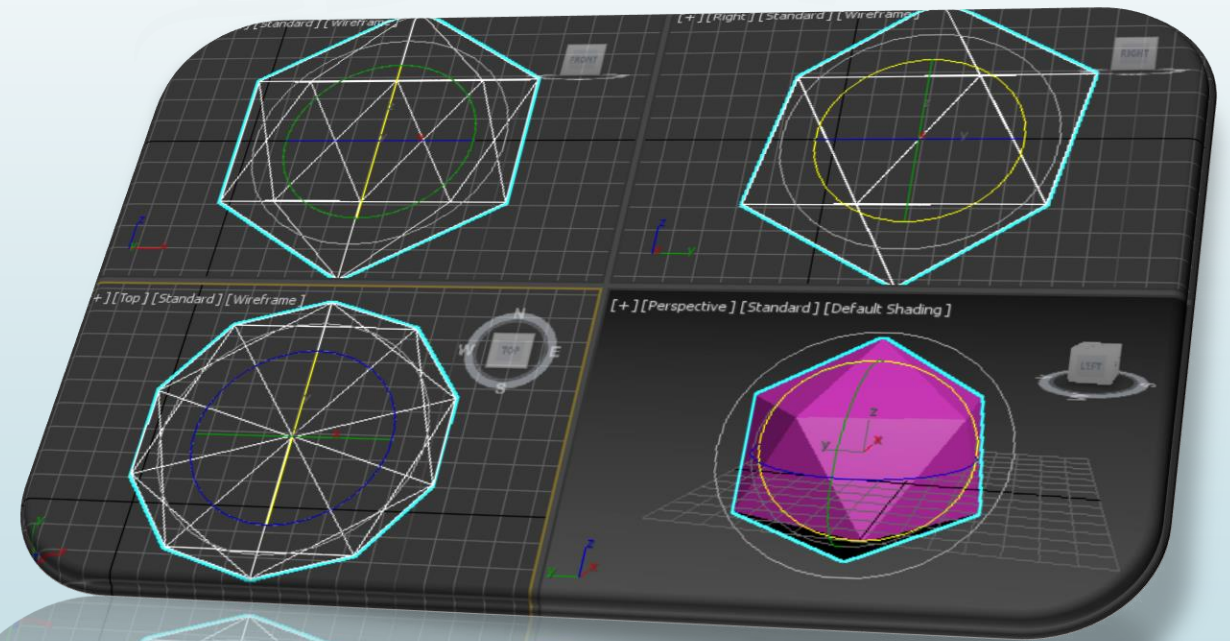 [Standard] [Wireframe]
FRONT
[+] [Right] [Standard] [Wireframe]
RIGHT
z
x
y
z
y
+] [Top] [Standard] [Wireframe]
N
W
TOP
E
S
[+] [Perspective] [Standard] [Default Shading]
LEFT
z
y
x
z
y
x